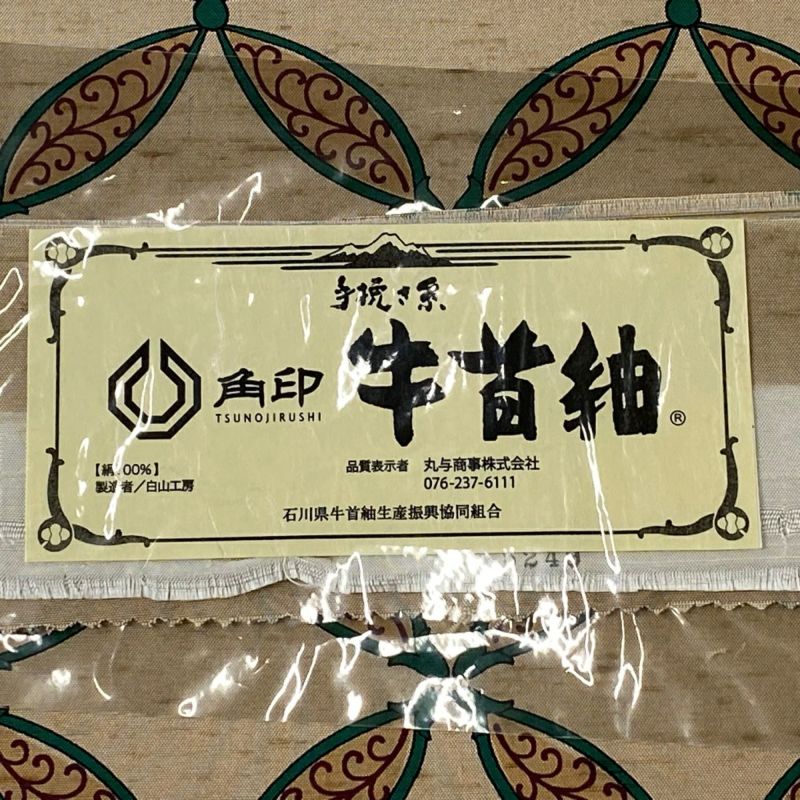 手挽き糸
角印
TSUNOJIRUSHI
牛首紬®
【絹100%】
製造者／白山工房
品質表示者 丸与商事株式会社
076-237-6111
石川県牛首紬生産振興協同組合